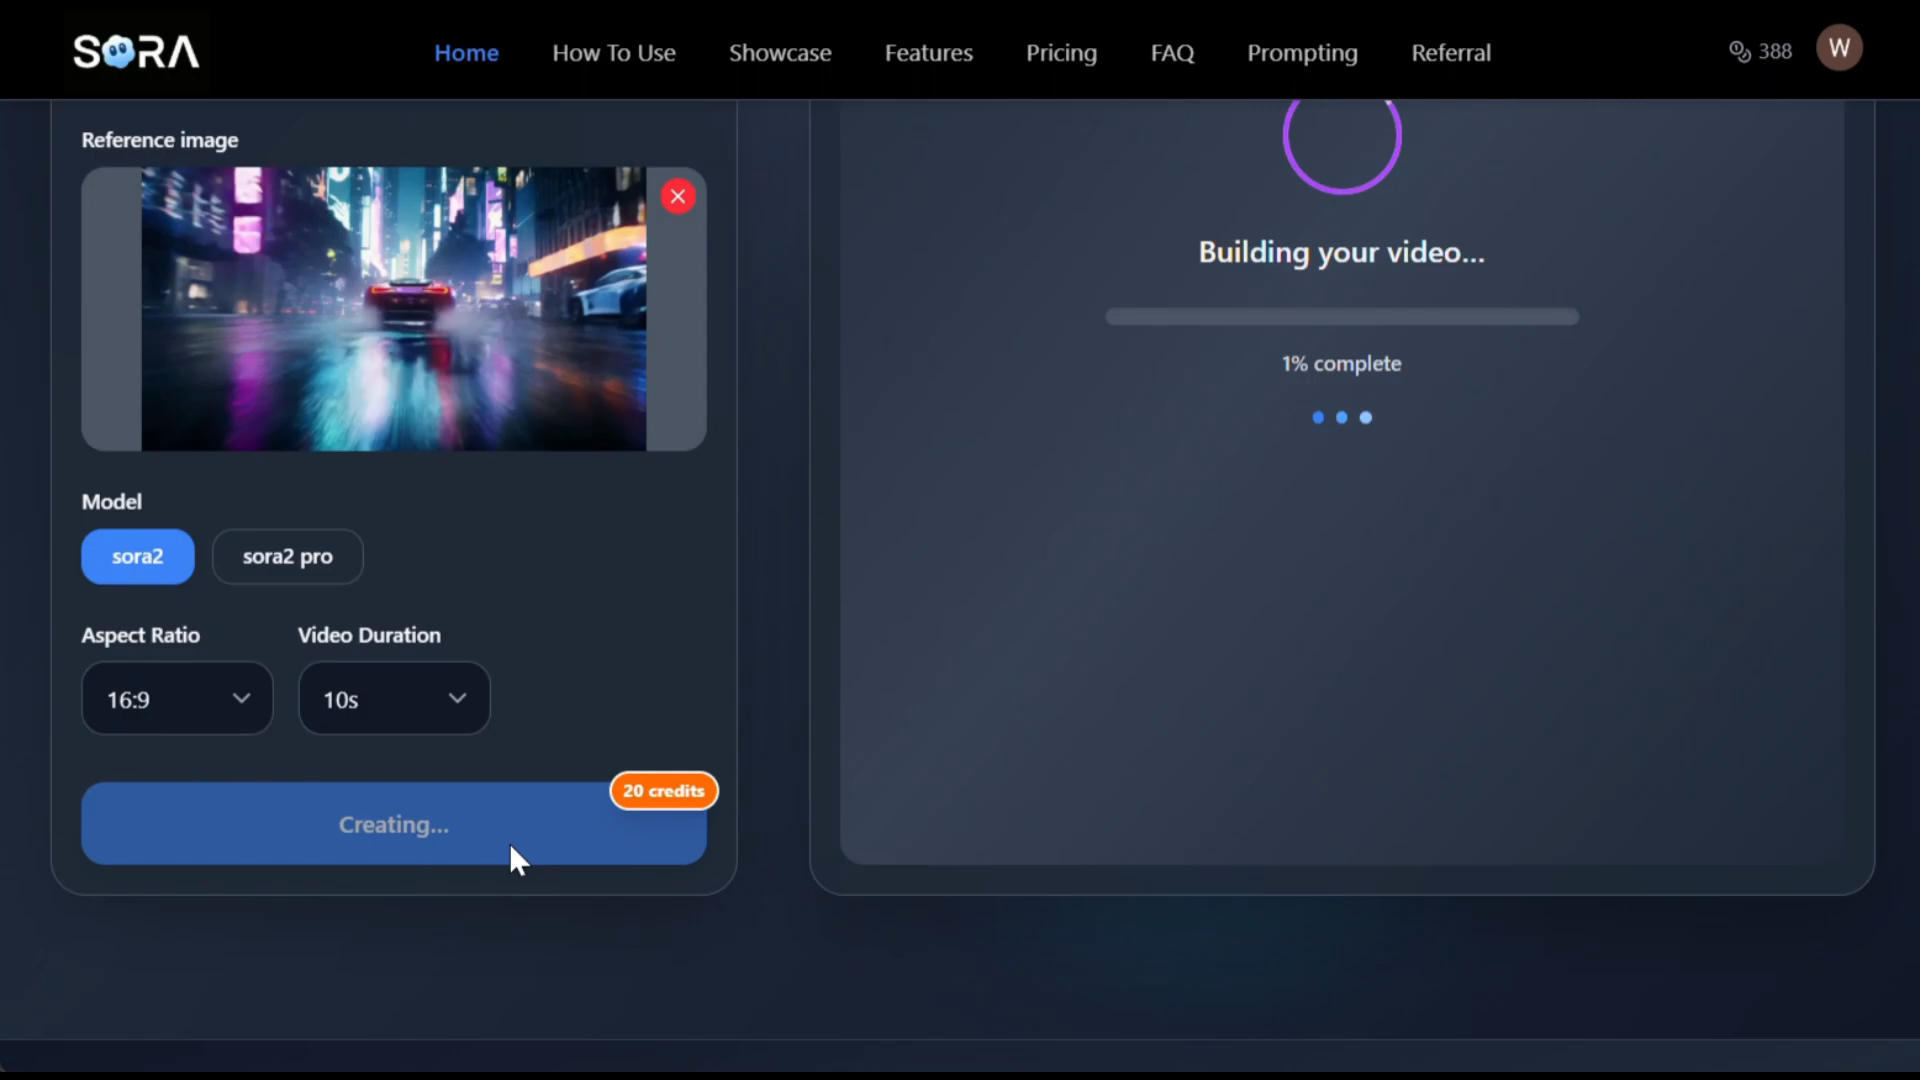 SORA
Home How To Use Showcase Features Pricing FAQ Prompting Referral 388 W
Reference image
Building your video...
1% complete
Model
sora2 sora2 pro
Aspect Ratio Video Duration
16:9 10s
20 credits
Creating...